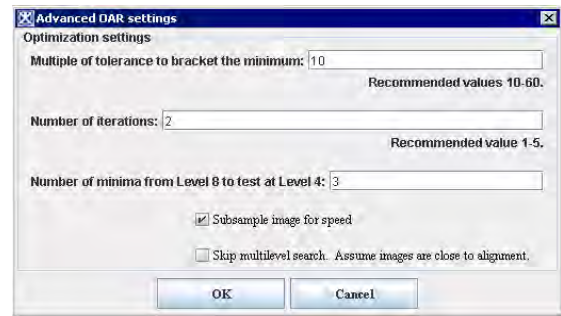 Advanced OAR settings
Optimization settings
Multiple of tolerance to bracket the minimum: 10
Recommended values 10-60.
Number of iterations: 2
Recommended value 1-5.
Number of minima from Level 8 to test at Level 4: 3
Subsample image for speed
Skip multilevel search. Assume images are close to alignment.
OK Cancel